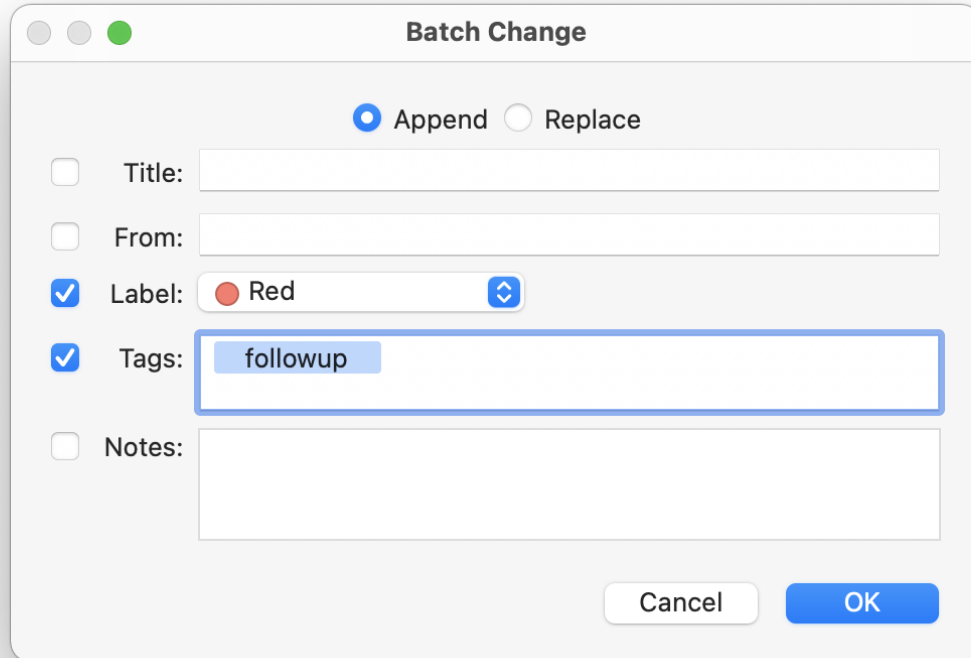 Batch Change
Append Replace
Title:
From:
Label: Red
Tags: followup
Notes:
Cancel OK